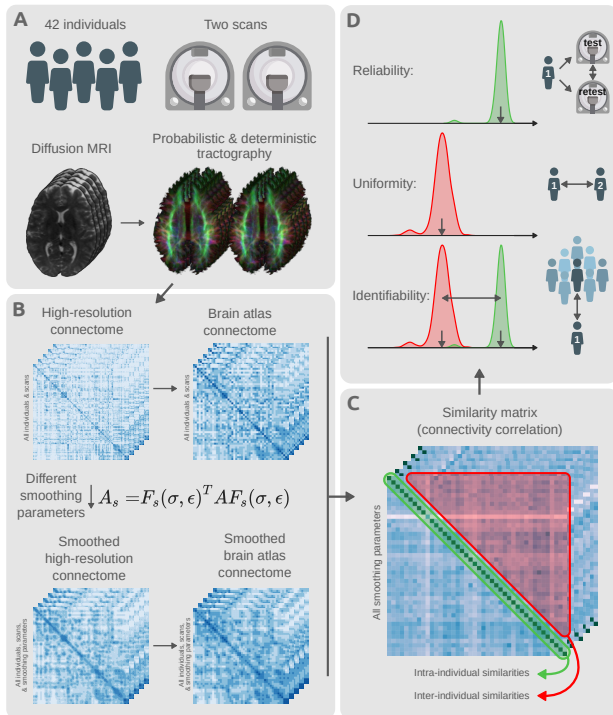 A
42 individuals
Two scans
Diffusion MRI
Probabilistic & deterministic
tractography
B
High-resolution
connectome
Brain atlas
connectome
All individuals & scans
All individuals & scans
Different
smoothing
parameters
A_s =F_s(σ, ϵ)^T AF_s(σ, ϵ)
Smoothed
high-resolution
connectome
Smoothed
brain atlas
connectome
All individuals, scans,
& smoothing parameters
All individuals, scans,
& smoothing parameters
C
Similarity matrix
(connectivity correlation)
All smoothing parameters
Intra-individual similarities
Inter-individual similarities
D
Reliability:
test
1
retest
Uniformity:
1
2
Identifiability:
1